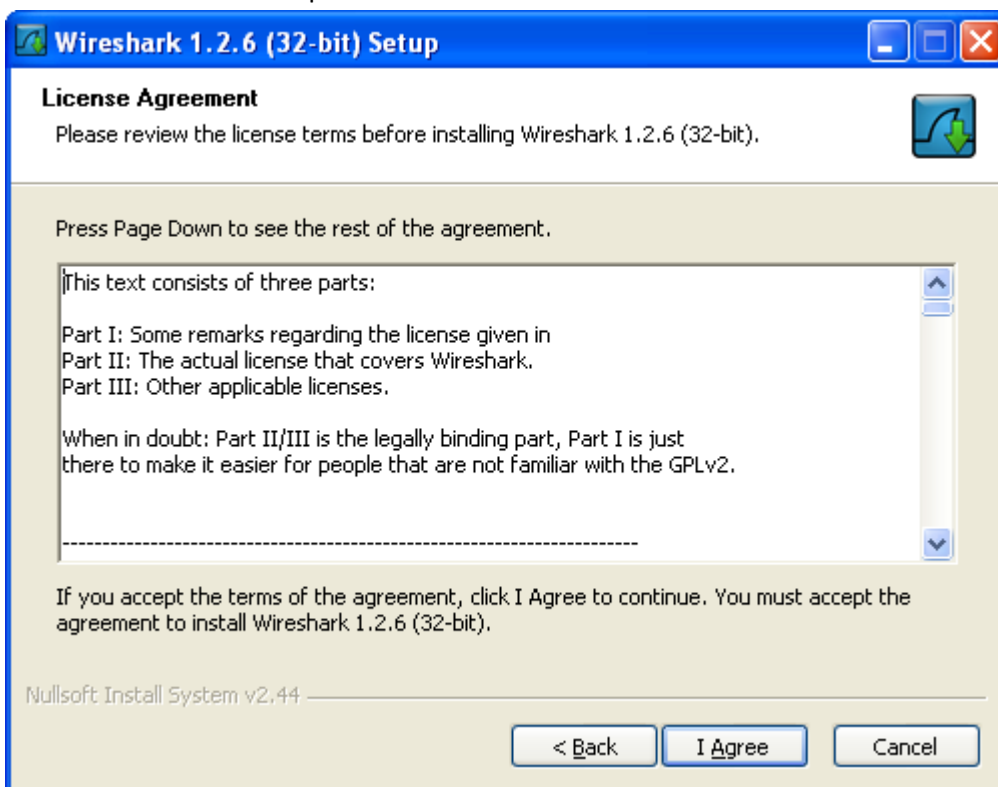 Wireshark 1.2.6 (32-bit) Setup
License Agreement
Please review the license terms before installing Wireshark 1.2.6 (32-bit).
Press Page Down to see the rest of the agreement.
This text consists of three parts:
Part I: Some remarks regarding the license given in
Part II: The actual license that covers Wireshark.
Part III: Other applicable licenses.
When in doubt: Part II/III is the legally binding part, Part I is just
there to make it easier for people that are not familiar with the GPLv2.
------------------------------------------------------------------------
If you accept the terms of the agreement, click I Agree to continue. You must accept the
agreement to install Wireshark 1.2.6 (32-bit).
Nullsoft Install System v2.44
< Back I Agree Cancel